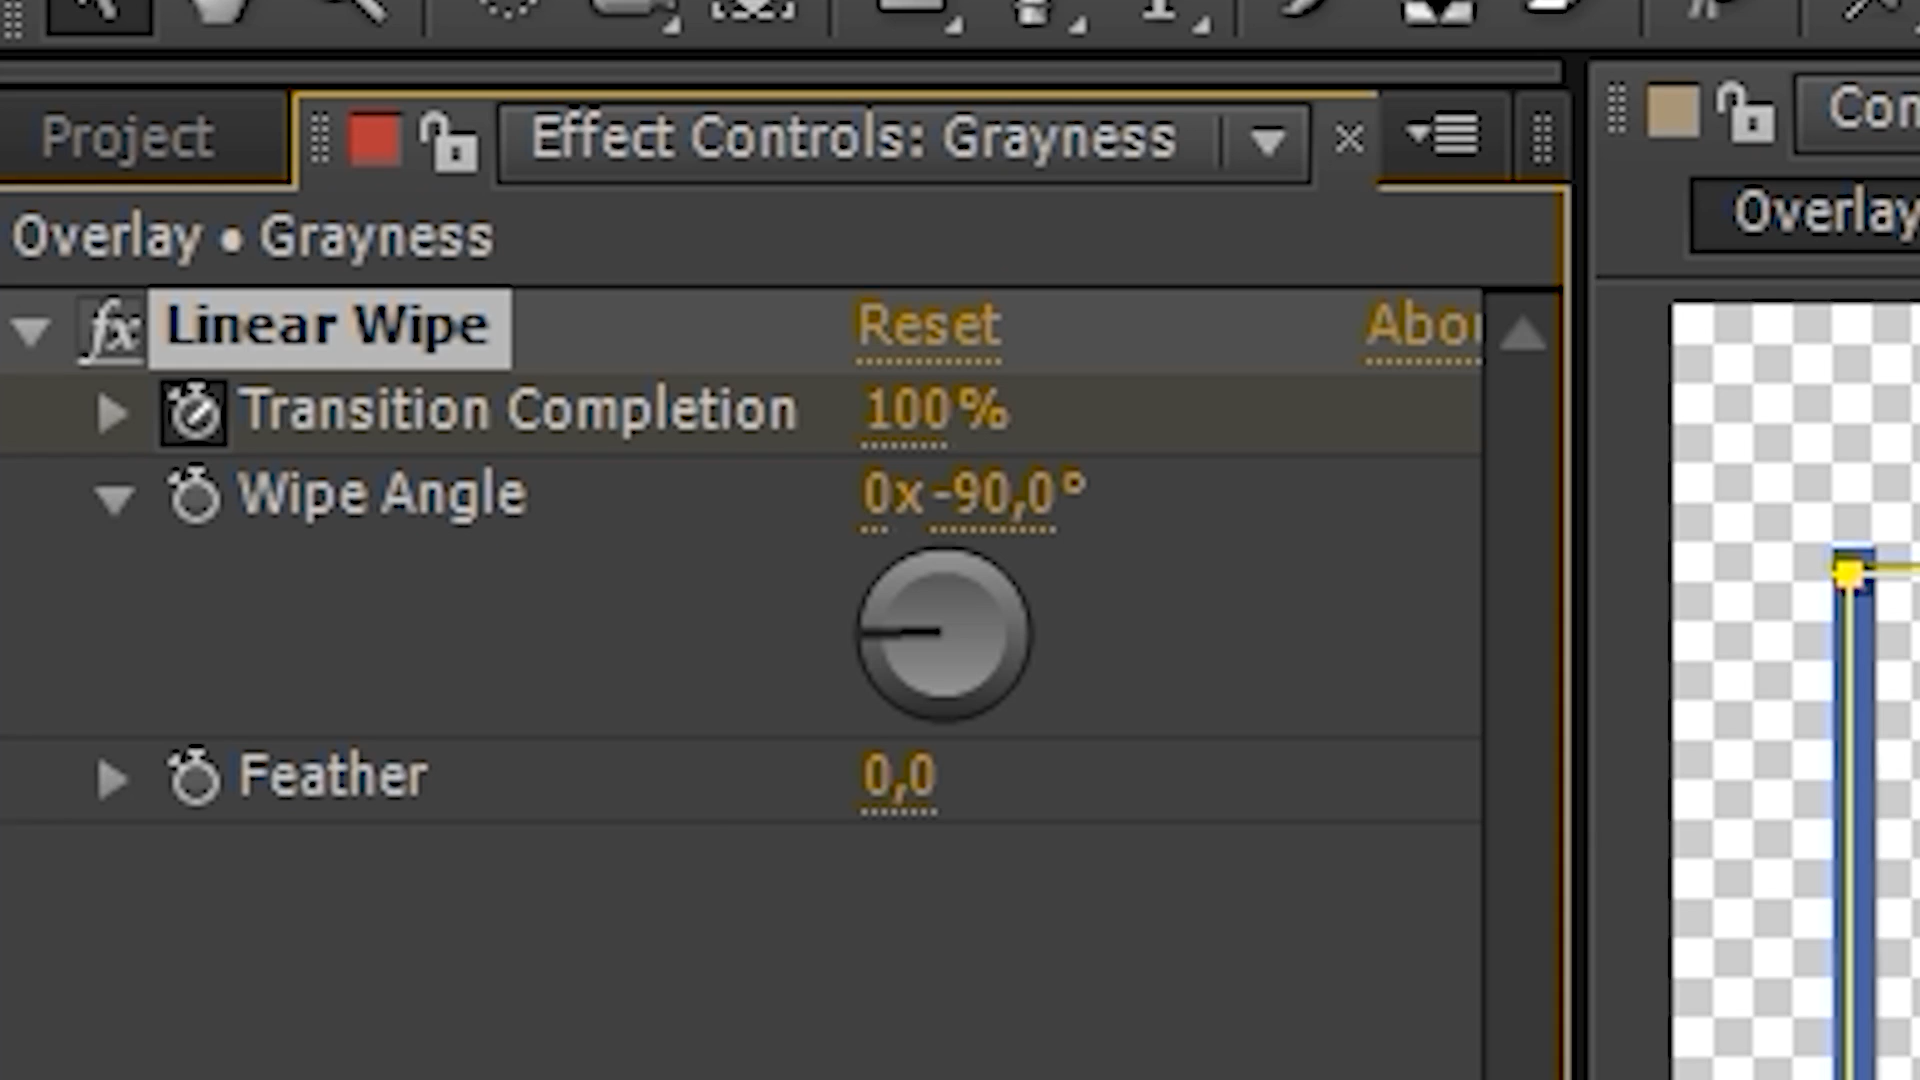 Project
Effect Controls: Grayness
Overlay • Grayness
Overlay
fx Linear Wipe Reset
Transition Completion 100%
Wipe Angle 0x-90,0°
Feather 0,0